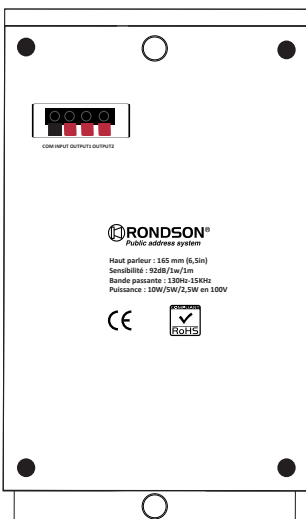 COM INPUT OUTPUT1 OUTPUT2
RONDSON®
Public address system
Haut parleur : 165 mm (6,5in)
Sensibilité : 92dB/1w/1m
Bande passante : 130Hz-15KHz
Puissance : 10W/5W/2,5W en 100V
CE
RoHS